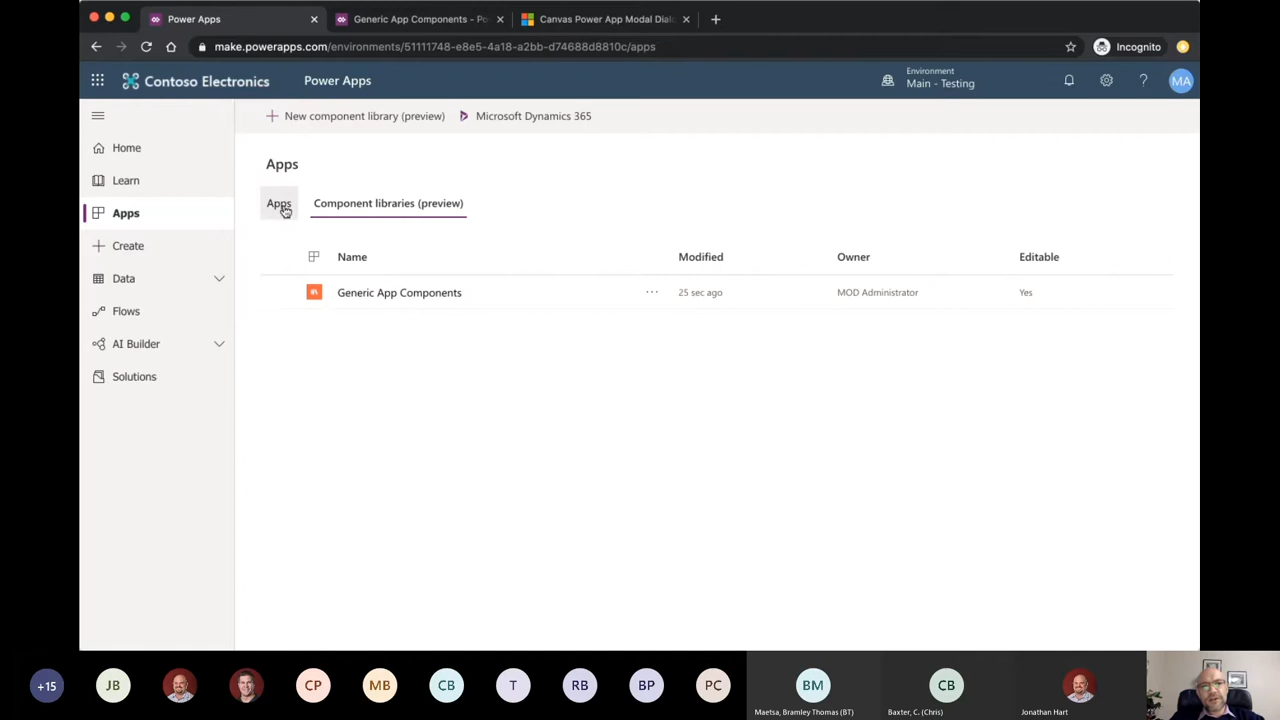 Power Apps
Generic App Components - Po
Canvas Power App Modal Dialo
make.powerapps.com/environments/51111748-e8e5-4a18-a2bb-d74688d8810c/apps
Incognito
Contoso Electronics
Power Apps
Environment
Main - Testing
MA
New component library (preview)
Microsoft Dynamics 365
Home
Learn
Apps
Create
Data
Flows
AI Builder
Solutions
Apps
Apps
Component libraries (preview)
Name
Modified
Owner
Editable
Generic App Components
...
25 sec ago
MOD Administrator
Yes
+15
JB
CP
MB
CB
T
RB
BP
PC
BM
Maetsa, Bramley Thomas (BT)
CB
Baxter, C. (Chris)
Jonathan Hart